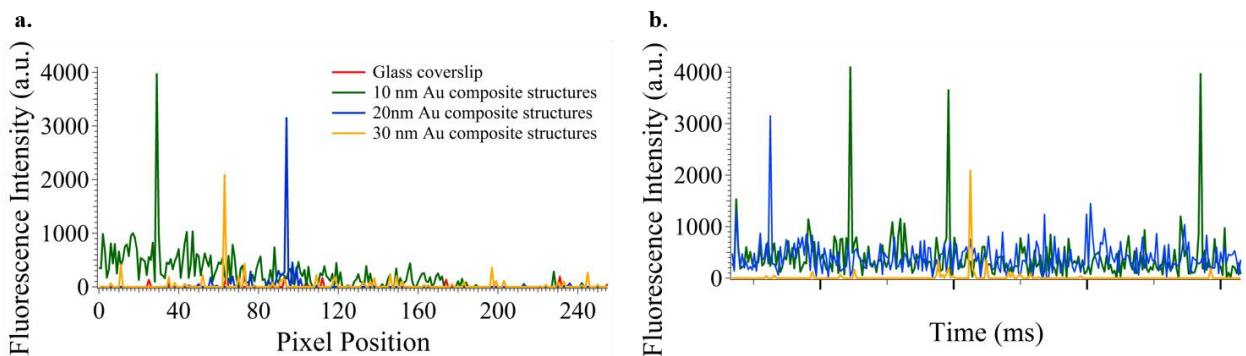 a.
Fluorescence Intensity (a.u.)
4000
3000
2000
1000
0
Glass coverslip
10 nm Au composite structures
20nm Au composite structures
30 nm Au composite structures
0 40 80 120 160 200 240
Pixel Position
b.
Fluorescence Intensity (a.u.)
4000
3000
2000
1000
0
Time (ms)